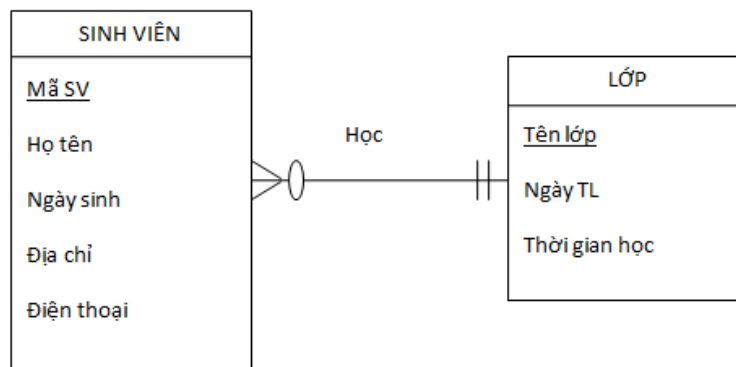 SINH VIÊN
Mã SV
Họ tên
Ngày sinh
Địa chỉ
Điện thoại
Học
LỚP
Tên lớp
Ngày TL
Thời gian học